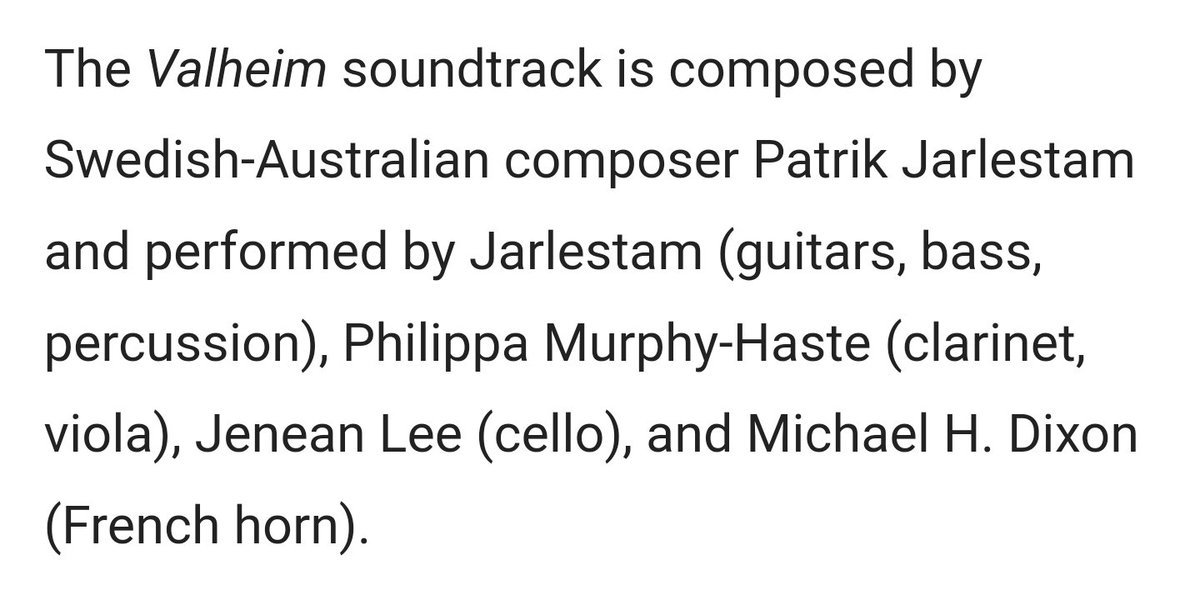 The Valheim soundtrack is composed by
Swedish-Australian composer Patrik Jarlestam
and performed by Jarlestam (guitars, bass,
percussion), Philippa Murphy-Haste (clarinet,
viola), Jenean Lee (cello), and Michael H. Dixon
(French horn).